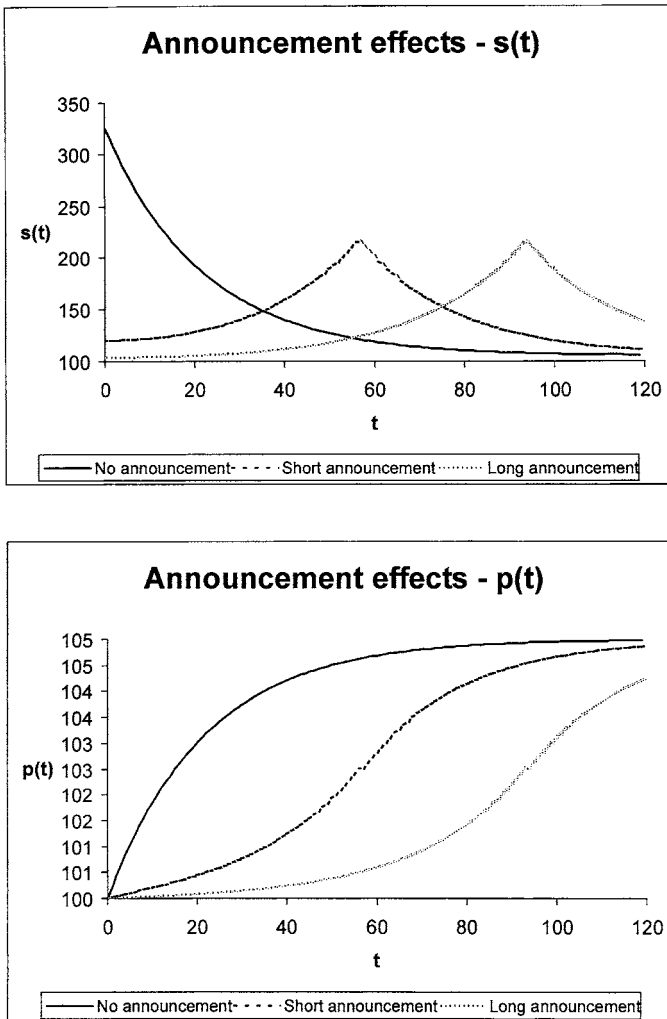 Announcement effects - s(t)
350
300
250
s(t)
200
150
100
0 20 40 60 80 100 120
t
No announcement Short announcement Long announcement
Announcement effects - p(t)
105
105
104
104
103
p(t) 103
102
102
101
101
100
0 20 40 60 80 100 120
t
No announcement Short announcement Long announcement